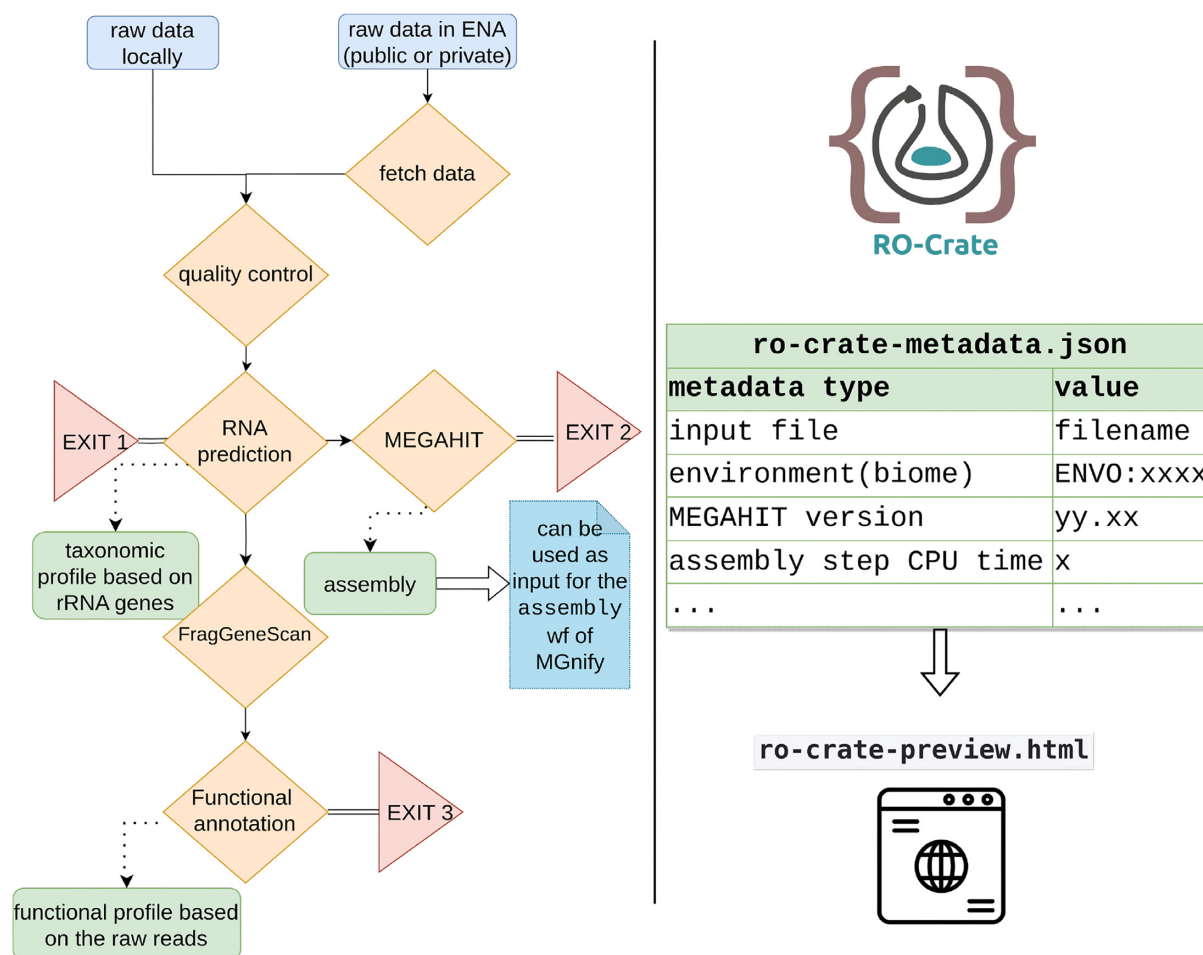 raw data
locally
raw data in ENA
(public or private)
fetch data
quality control
EXIT 1
RNA
prediction
MEGAHIT
EXIT 2
taxonomic
profile based on
rRNA genes
assembly
can be
used as
input for the
assembly
wf of
MGnify
FragGeneScan
Functional
annotation
EXIT 3
functional profile based
on the raw reads
RO-Crate
ro-crate-metadata.json
metadata type value
input file filename
environment(biome) ENVO:xxxx
MEGAHIT version yy.xx
assembly step CPU time x
... ...
ro-crate-preview.html